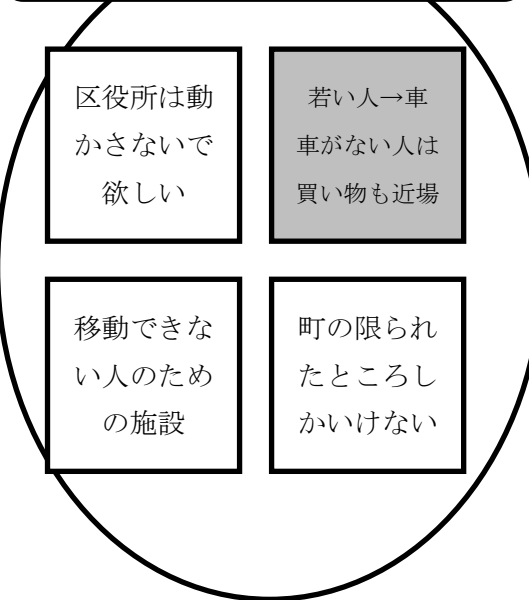 区役所は動
かさないで
欲しい
若い人→車
車がない人は
買い物も近場
移動できな
い人のため
の施設
町の限られ
たところし
かいけない